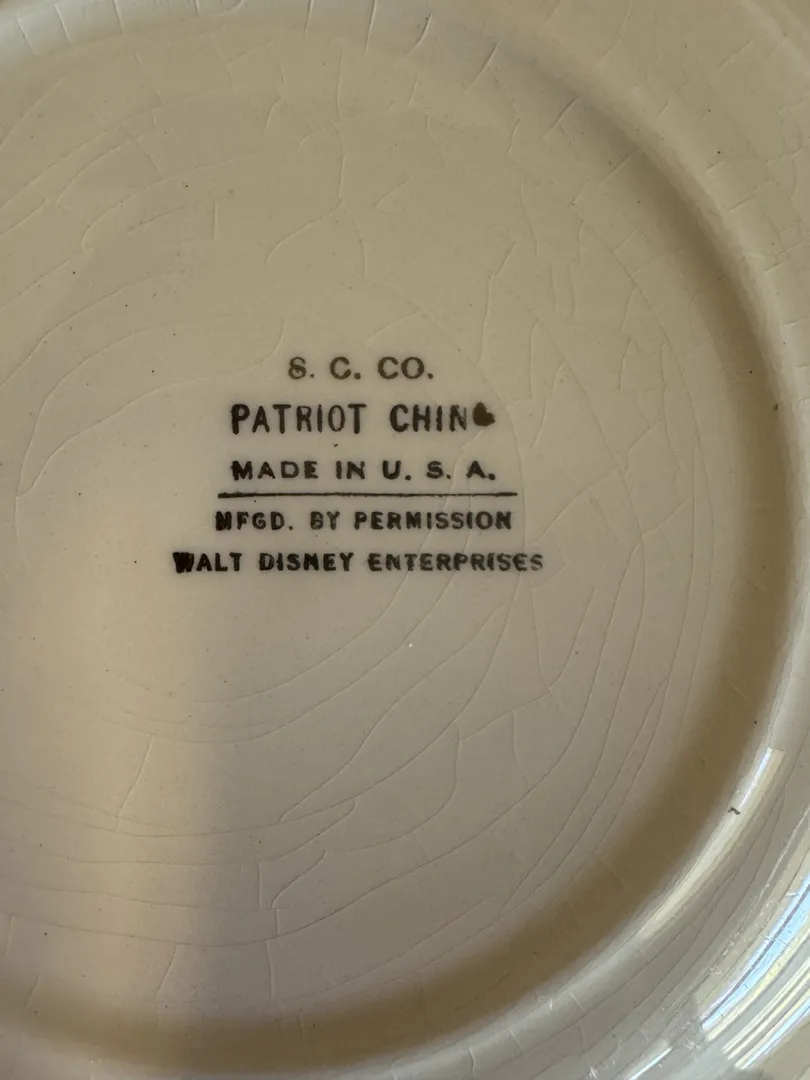 S. C. CO.
PATRIOT CHINA
MADE IN U. S. A.
MFGD. BY PERMISSION
WALT DISNEY ENTERPRISES